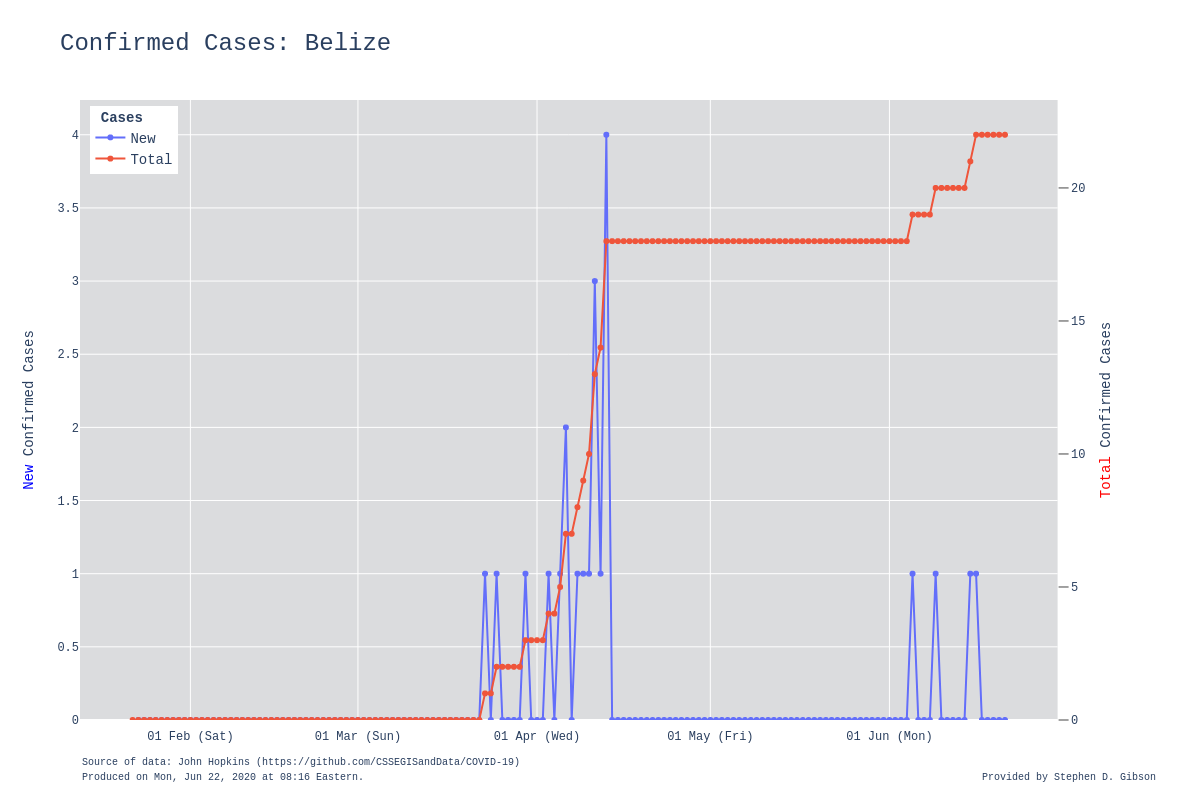 Confirmed Cases: Belize
Cases
New
Total
4
3.5
3
2.5
2
1.5
1
0.5
0
New Confirmed Cases
20
15
10
5
0
Total Confirmed Cases
01 Feb (Sat)
01 Mar (Sun)
01 Apr (Wed)
01 May (Fri)
01 Jun (Mon)
Source of data: John Hopkins (https://github.com/CSSEGISandData/COVID-19)
Produced on Mon, Jun 22, 2020 at 08:16 Eastern.
Provided by Stephen D. Gibson